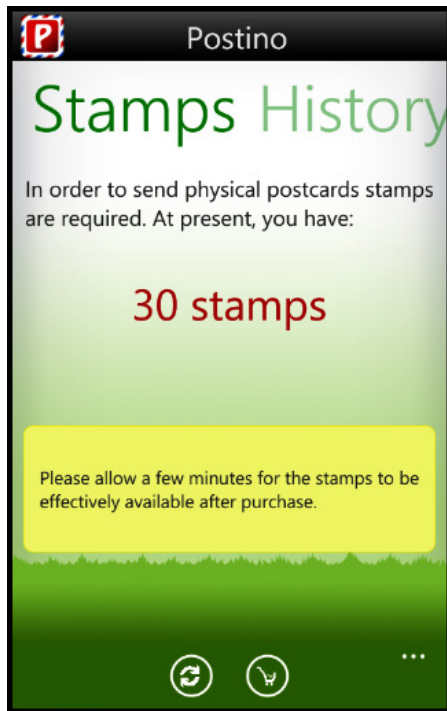 P
Postino
Stamps History
In order to send physical postcards stamps
are required. At present, you have:
30 stamps
Please allow a few minutes for the stamps to be
effectively available after purchase.
...